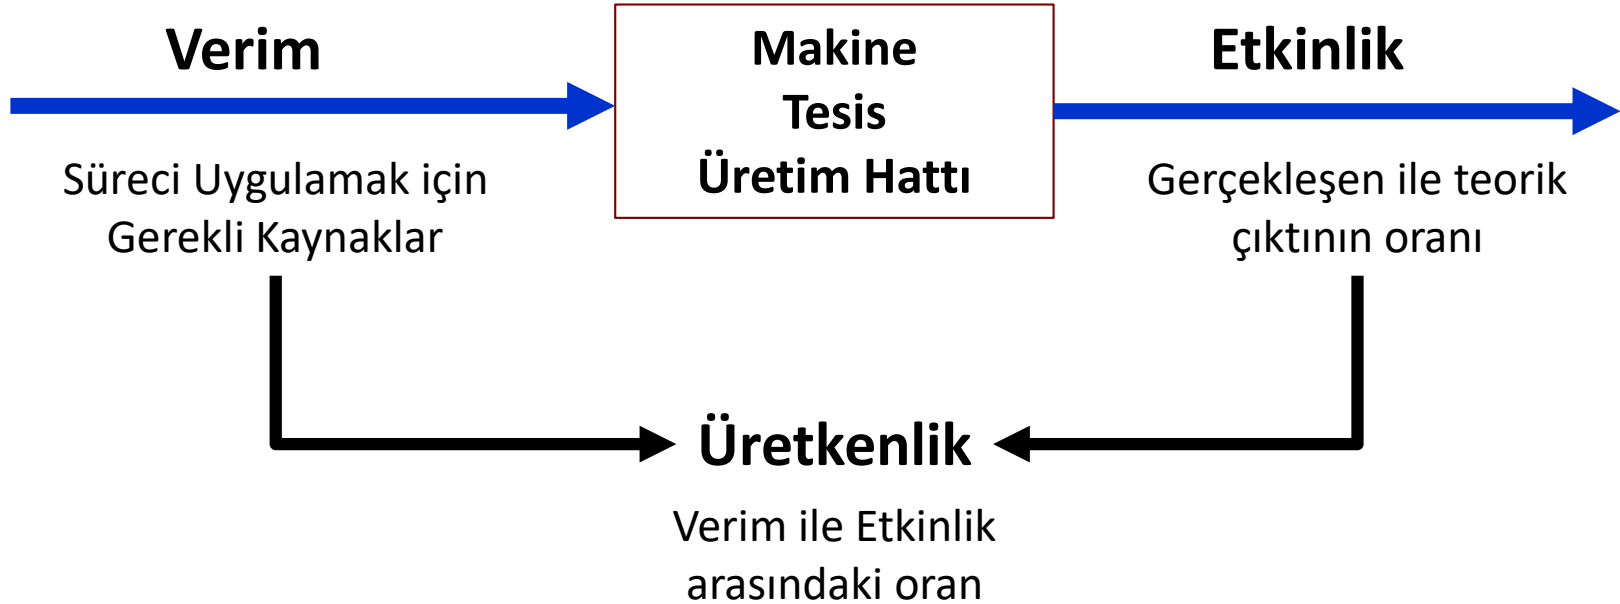 Verim
Süreci Uygulamak için
Gerekli Kaynaklar
Makine
Tesis
Üretim Hattı
Etkinlik
Gerçekleşen ile teorik
çıktının oranı
Üretkenlik
Verim ile Etkinlik
arasındaki oran